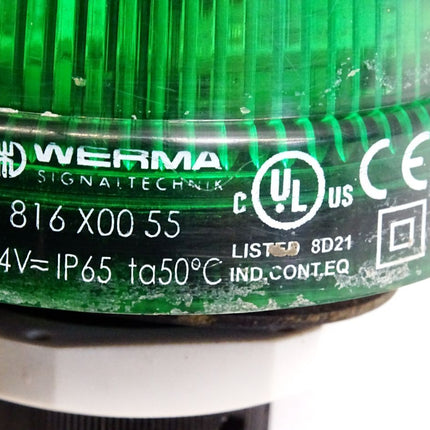 WERMA
SIGNALTECHNIK
816 X00 55
4V= IP65 ta50°C
C UL US
LISTED 8D21
IND.CONT.EQ
CE